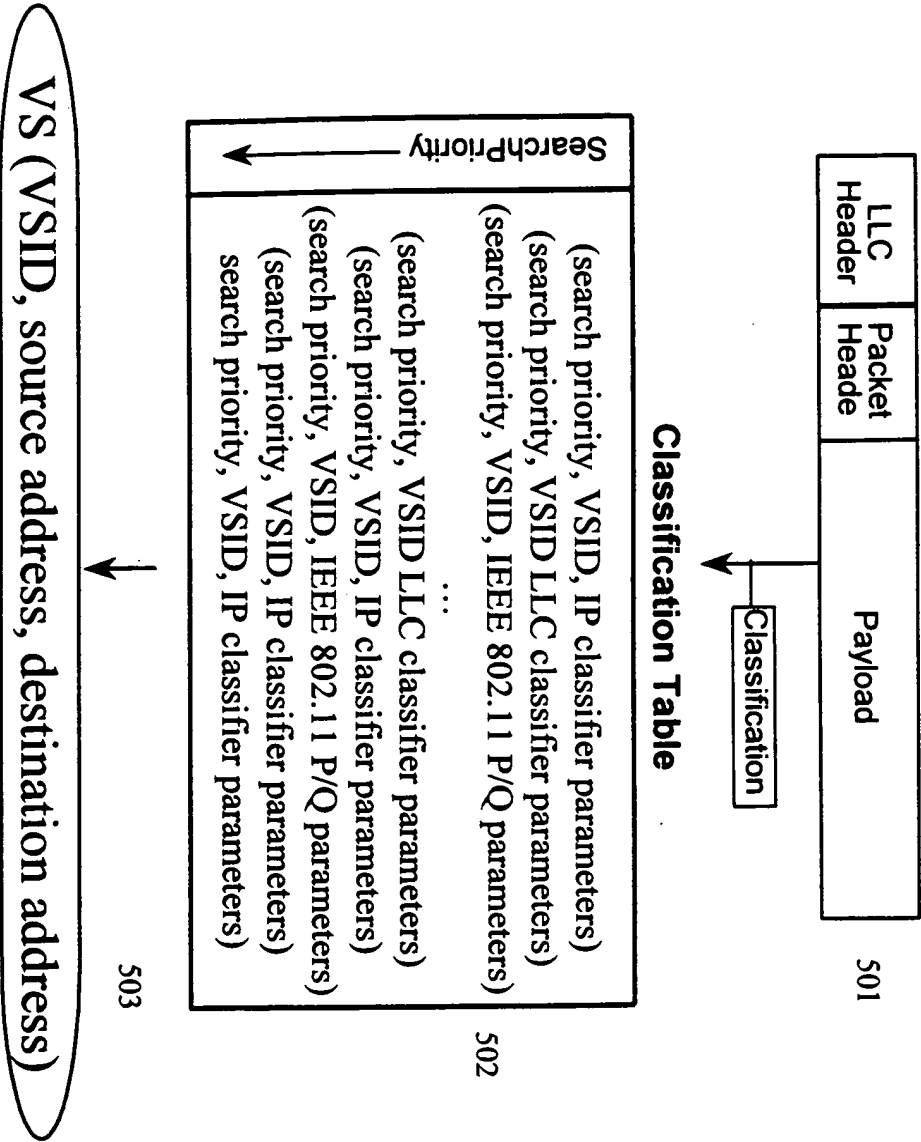 LLC
Header
Packet
Heade
Payload
501
Classification
Classification Table
SearchPriority
(search priority, VSID, IP classifier parameters)
(search priority, VSID LLC classifier parameters)
(search priority, VSID, IEEE 802.11 P/Q parameters)
...
(search priority, VSID LLC classifier parameters)
(search priority, VSID, IP classifier parameters)
(search priority, VSID, IEEE 802.11 P/Q parameters)
(search priority, VSID, IP classifier parameters)
search priority, VSID, IP classifier parameters)
502
503
VS (VSID, source address, destination address)